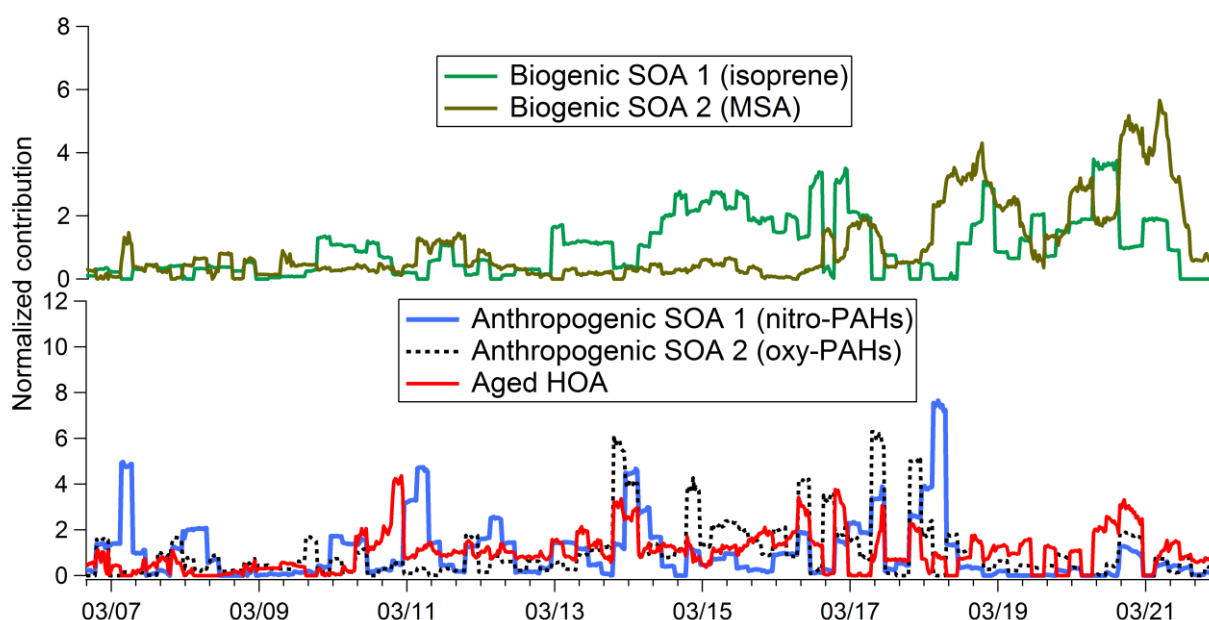 8
6
4
2
0
Biogenic SOA 1 (isoprene)
Biogenic SOA 2 (MSA)
Normalized contribution
12
10
8
6
4
2
0
Anthropogenic SOA 1 (nitro-PAHs)
Anthropogenic SOA 2 (oxy-PAHs)
Aged HOA
03/07 03/09 03/11 03/13 03/15 03/17 03/19 03/21